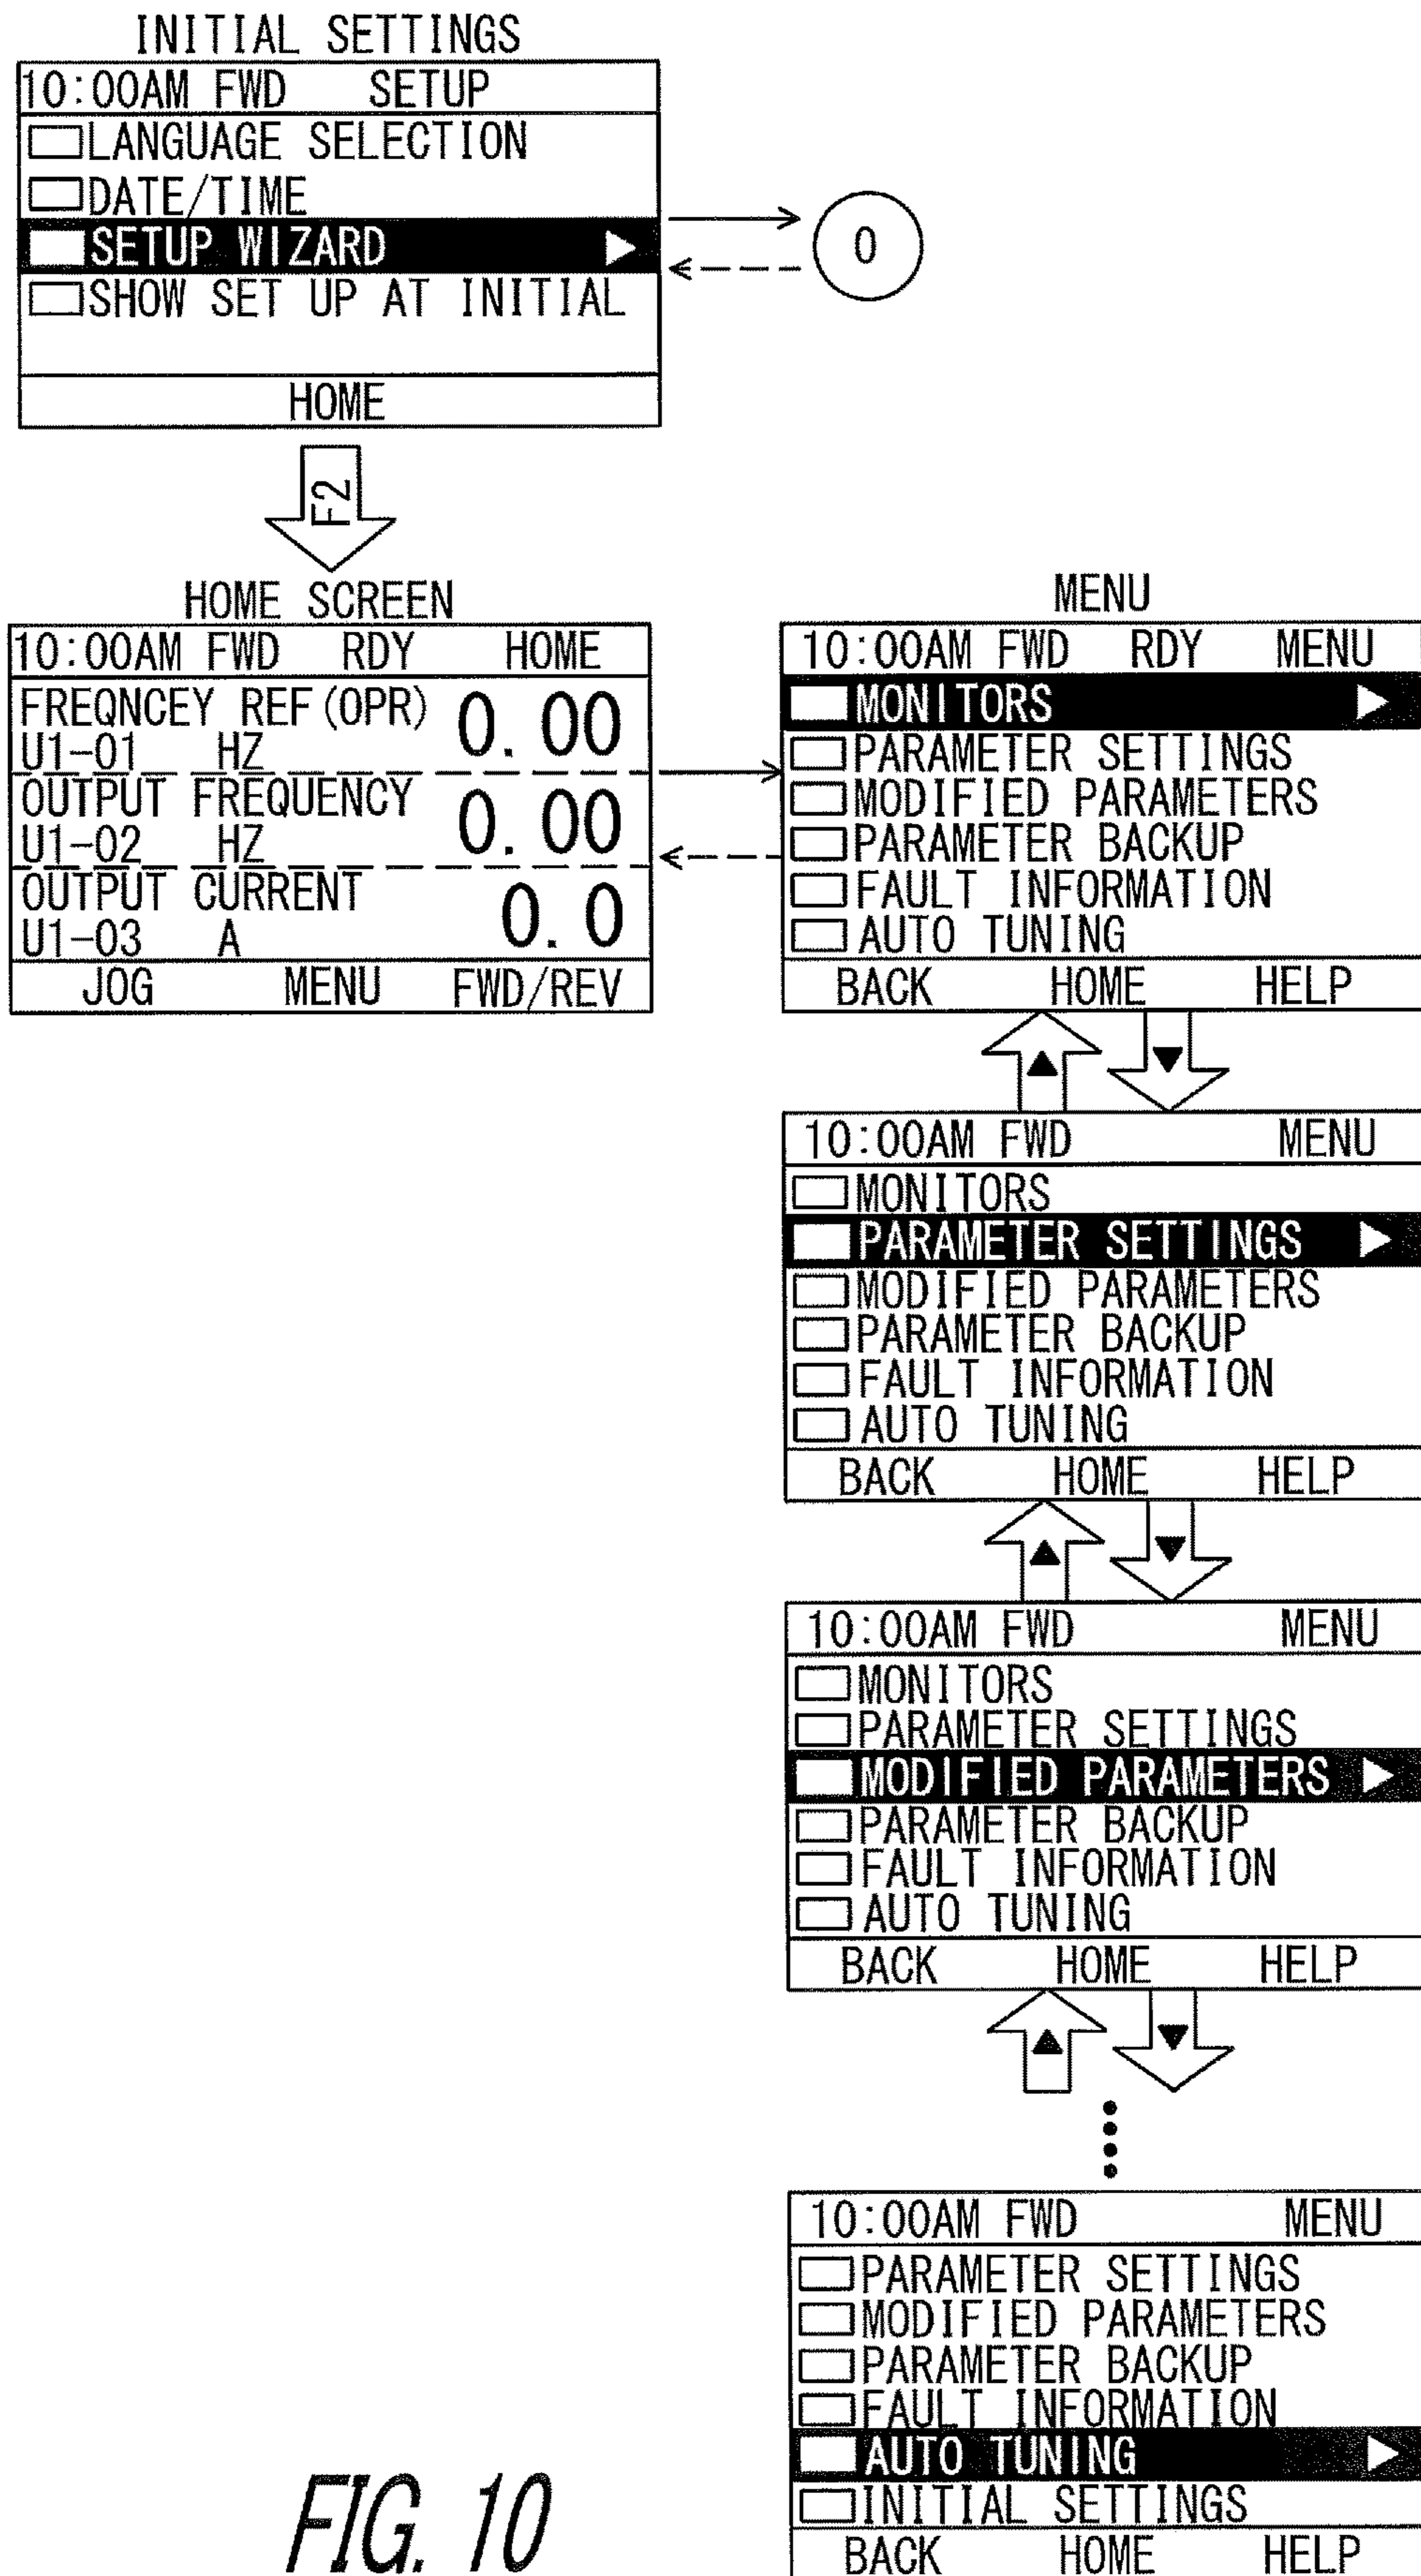 INITIAL SETTINGS
10:00AM FWD SETUP
LANGUAGE SELECTION
DATE/TIME
SETUP WIZARD
SHOW SET UP AT INITIAL
HOME
0
F2
HOME SCREEN
10:00AM FWD RDY HOME
FREQNCEY REF(OPR) 0.00
U1-01 HZ
OUTPUT FREQUENCY 0.00
U1-02 HZ
OUTPUT CURRENT 0.0
U1-03 A
JOG MENU FWD/REV
MENU
10:00AM FWD RDY MENU
MONITORS
PARAMETER SETTINGS
MODIFIED PARAMETERS
PARAMETER BACKUP
FAULT INFORMATION
AUTO TUNING
BACK HOME HELP
10:00AM FWD MENU
MONITORS
PARAMETER SETTINGS
MODIFIED PARAMETERS
PARAMETER BACKUP
FAULT INFORMATION
AUTO TUNING
BACK HOME HELP
10:00AM FWD MENU
MONITORS
PARAMETER SETTINGS
MODIFIED PARAMETERS
PARAMETER BACKUP
FAULT INFORMATION
AUTO TUNING
BACK HOME HELP
10:00AM FWD MENU
PARAMETER SETTINGS
MODIFIED PARAMETERS
PARAMETER BACKUP
FAULT INFORMATION
AUTO TUNING
INITIAL SETTINGS
BACK HOME HELP
FIG. 10